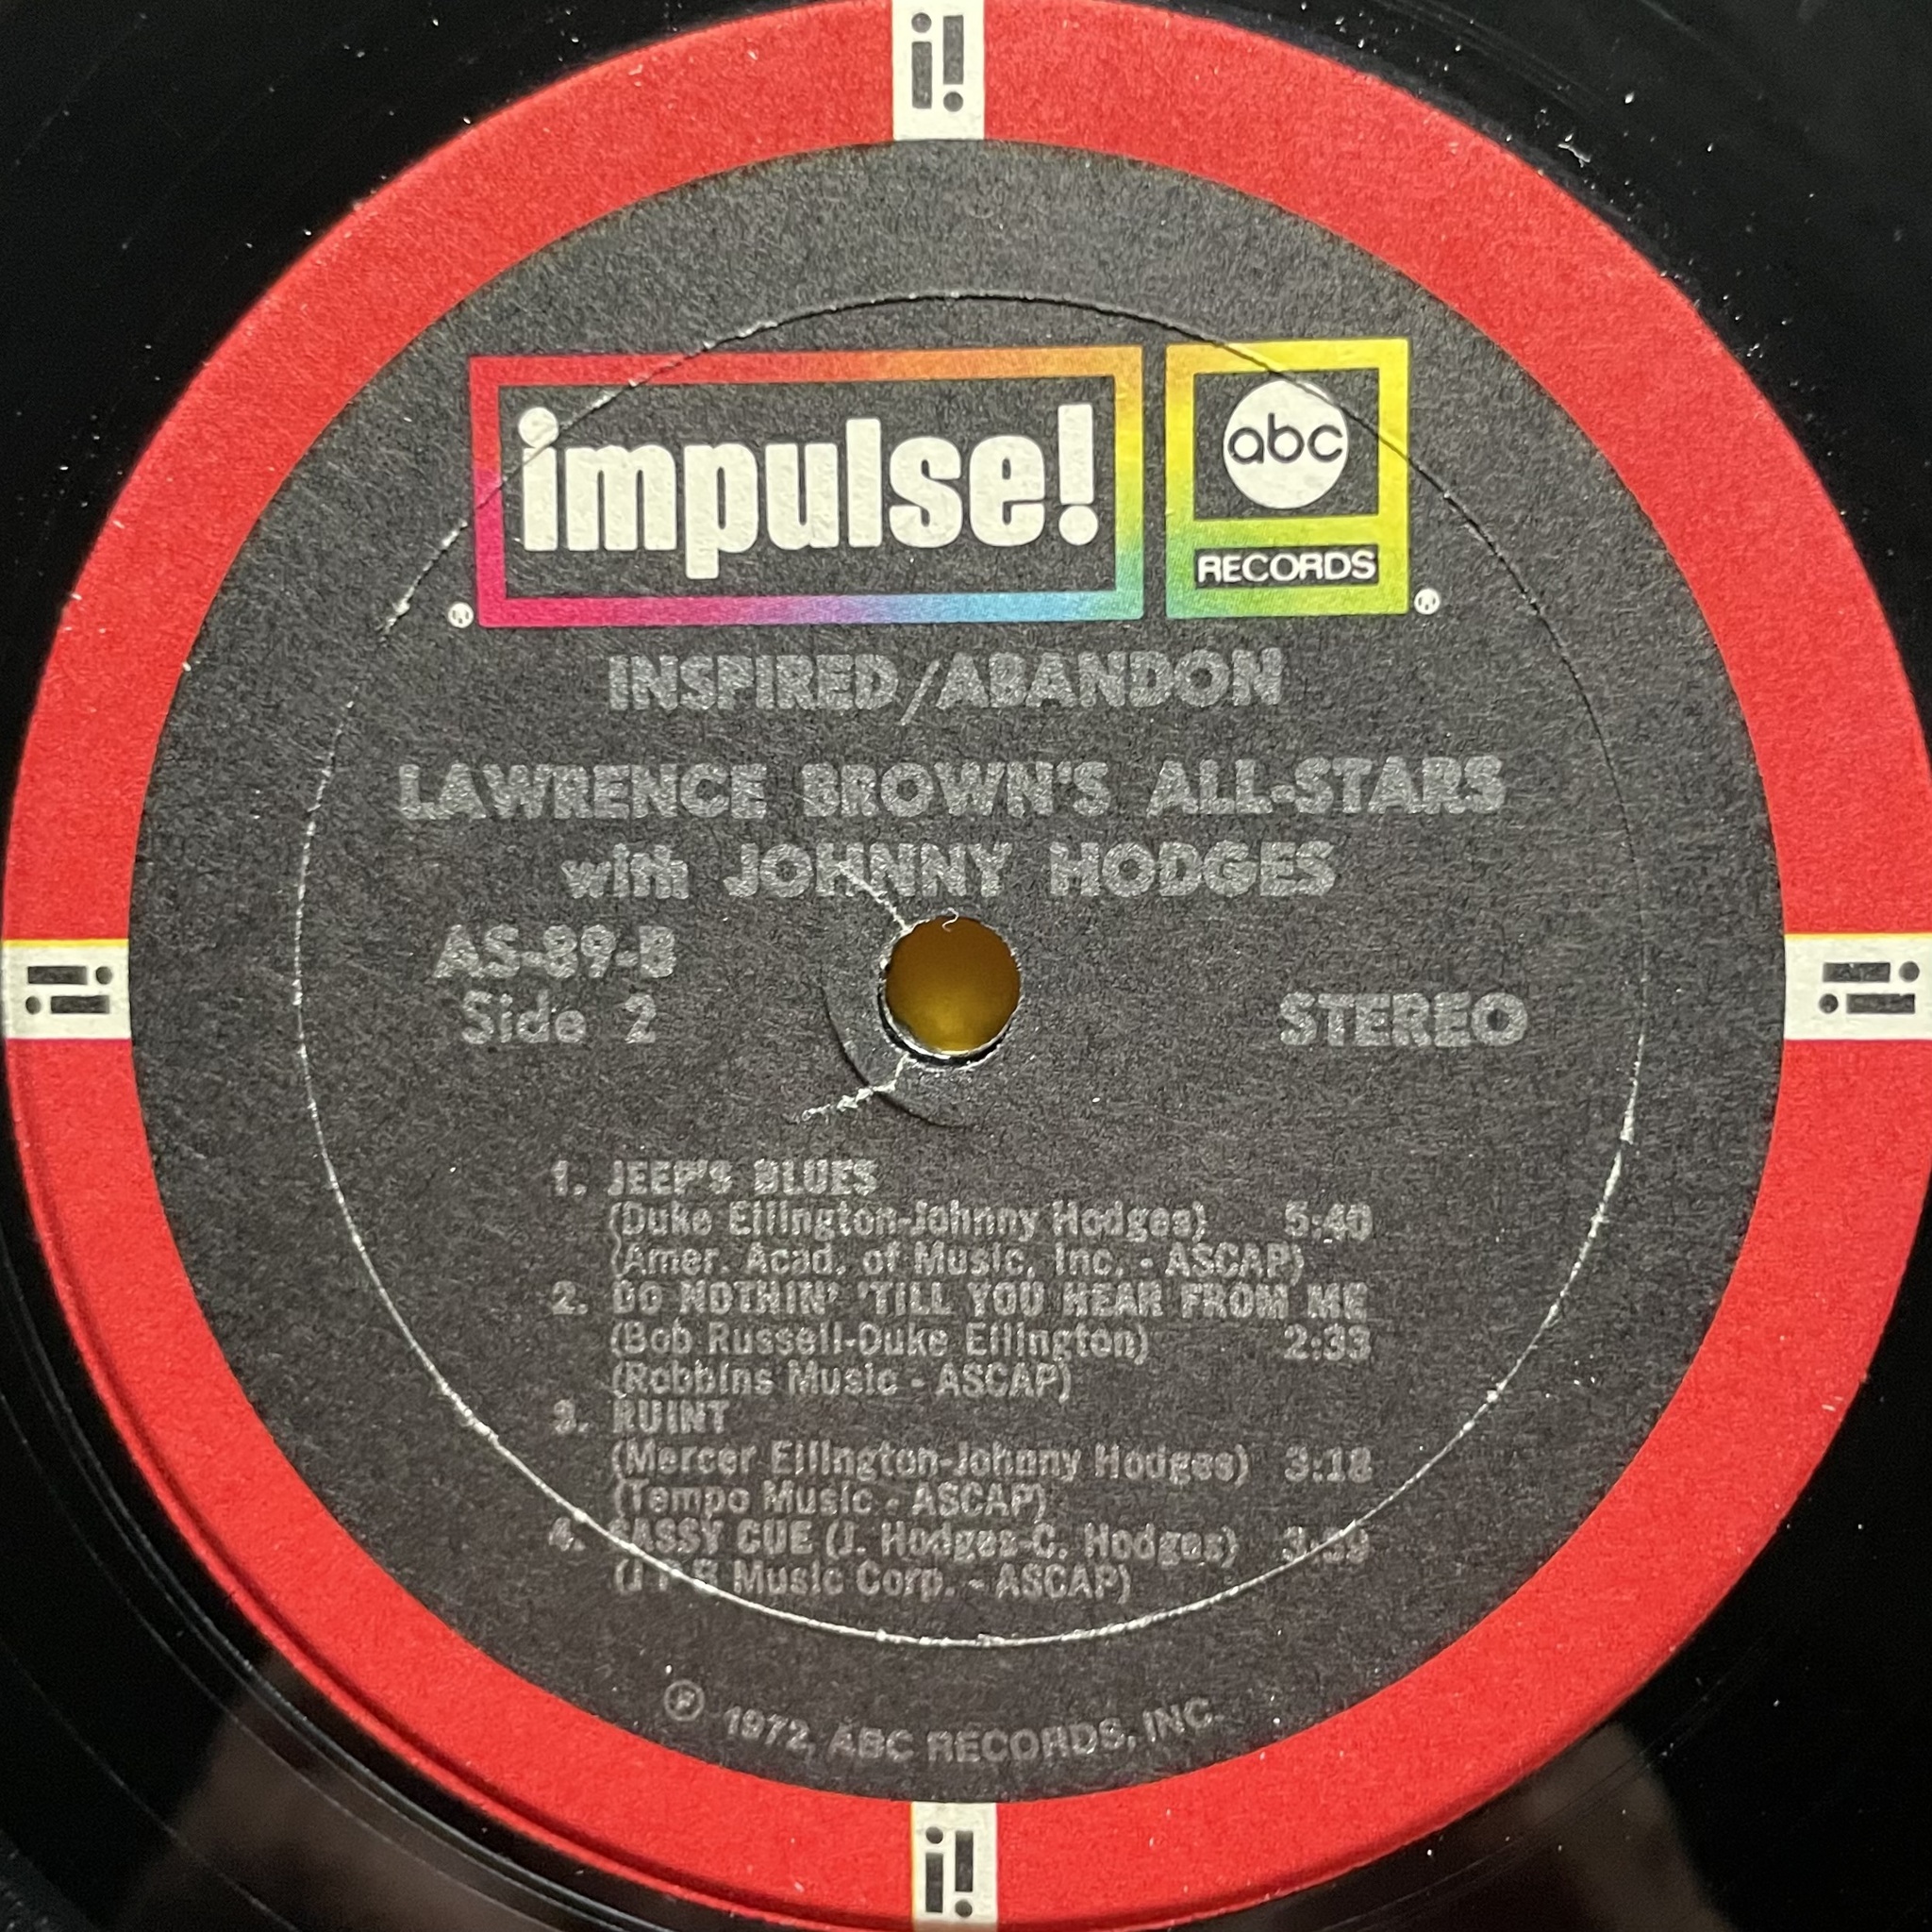 i!
impulse!
abc
RECORDS
® ®
INSPIRED/ABANDON
LAWRENCE BROWN'S ALL-STARS
with JOHNNY HODGES
AS-89-B
Side 2
STEREO
i! i!
1. JEEP'S BLUES
(Duke Ellington-Johnny Hodges) 5:40
(Amer. Acad. of Music, Inc. - ASCAP)
2. DO NOTHIN' 'TILL YOU HEAR FROM ME
(Bob Russell-Duke Ellington) 2:33
(Robbins Music - ASCAP)
3. RUINT
(Mercer Ellington-Johnny Hodges) 3:18
(Tempo Music - ASCAP)
4. SASSY CUE (J. Hodges-C. Hodges) 3:39
Music Corp. - ASCAP)
℗ 1972, ABC RECORDS, INC.
i!